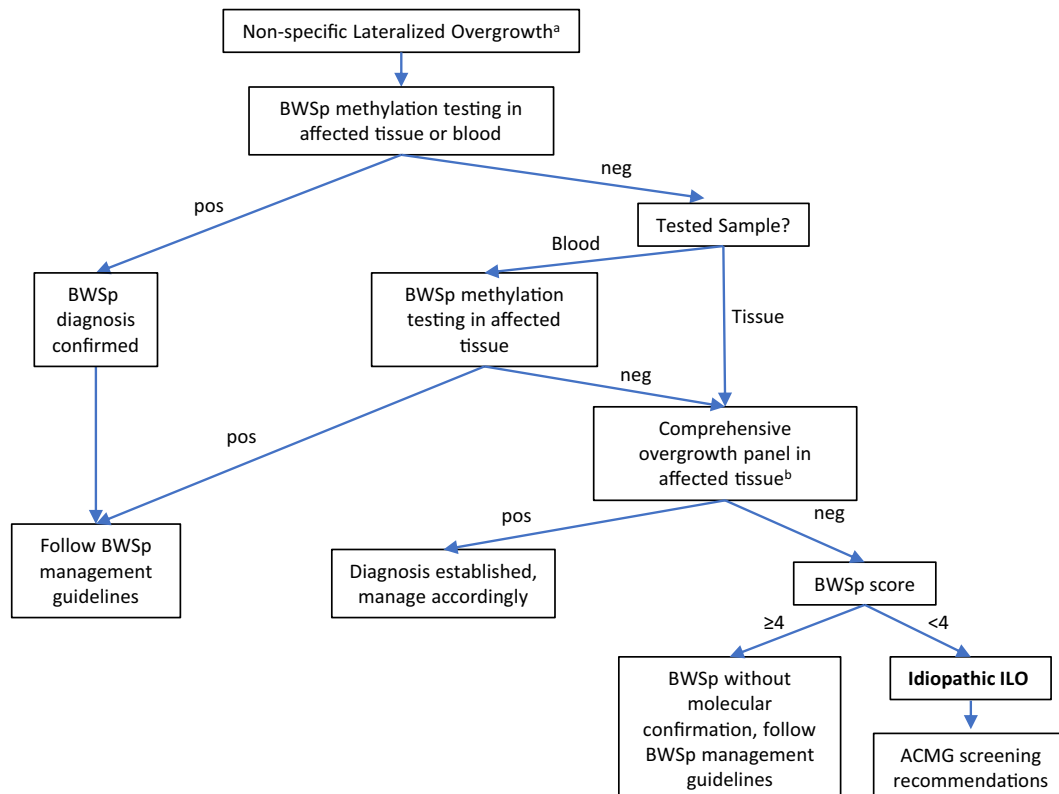 Non-specific Lateralized Overgrowthᵃ
BWSp methylation testing in
affected tissue or blood
neg
pos
Tested Sample?
Blood
BWSp
diagnosis
confirmed
BWSp methylation
testing in affected
tissue
Tissue
neg
pos
Comprehensive
overgrowth panel in
affected tissueᵇ
pos
neg
Follow BWSp
management
guidelines
Diagnosis established,
manage accordingly
BWSp score
≥4
<4
BWSp without
molecular
confirmation, follow
BWSp management
guidelines
Idiopathic ILO
ACMG screening
recommendations